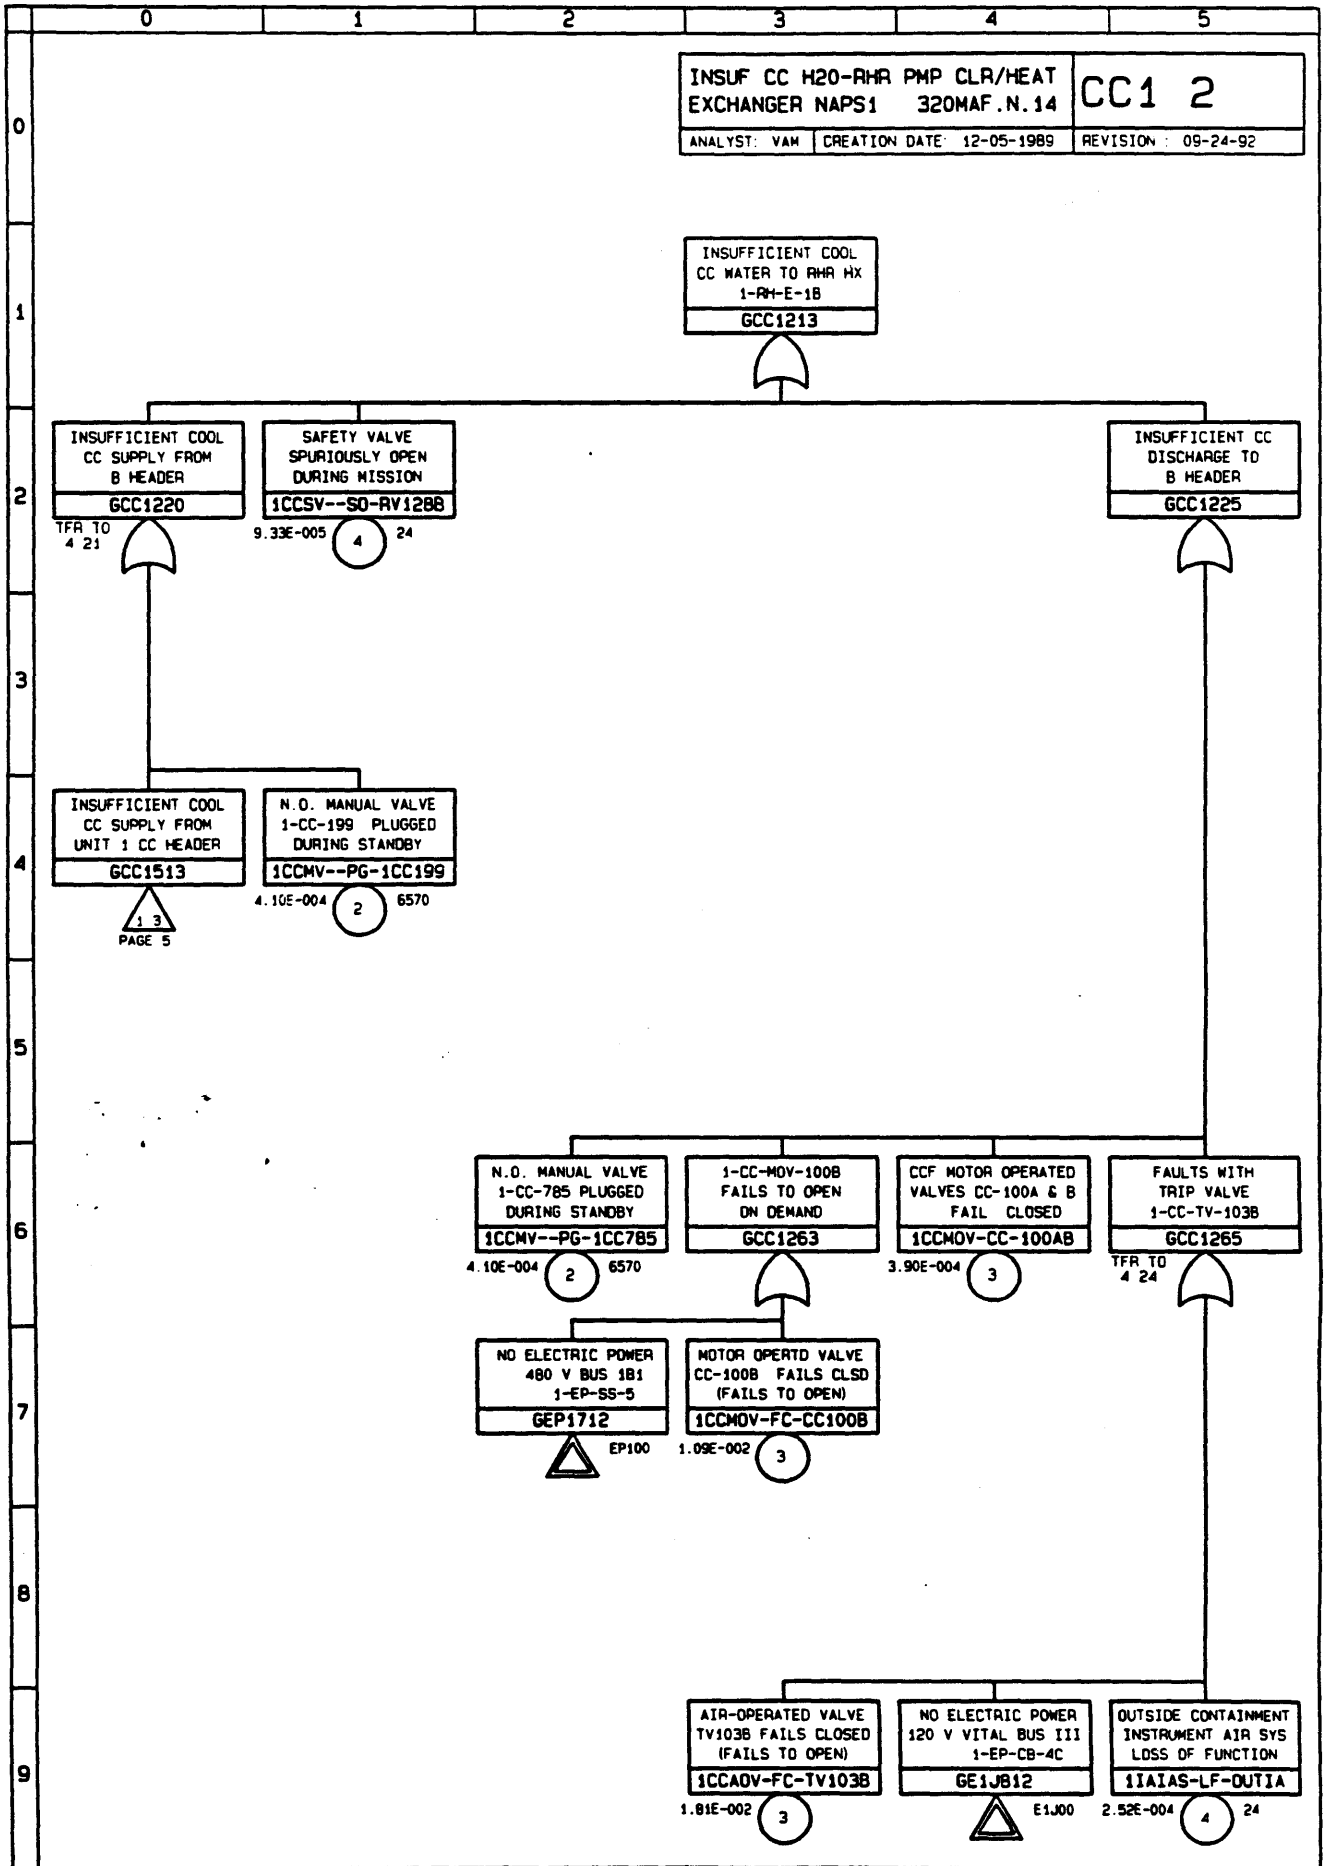 0 1 2 3 4 5
INSUF CC H20-RHR PMP CLR/HEAT
EXCHANGER NAPS1 320MAF.N.14
CC1 2
ANALYST: VAM CREATION DATE: 12-05-1989 REVISION : 09-24-92
0
INSUFFICIENT COOL
CC WATER TO RHR HX
1-RH-E-1B
GCC1213
1
INSUFFICIENT COOL
CC SUPPLY FROM
B HEADER
GCC1220
TFR TO
4 21
SAFETY VALVE
SPURIOUSLY OPEN
DURING MISSION
1CCSV--SO-RV128B
9.33E-005 4 24
INSUFFICIENT CC
DISCHARGE TO
B HEADER
GCC1225
2
3
INSUFFICIENT COOL
CC SUPPLY FROM
UNIT 1 CC HEADER
GCC1513
1 3
PAGE 5
N.O. MANUAL VALVE
1-CC-199 PLUGGED
DURING STANDBY
1CCMV--PG-1CC199
4.10E-004 2 6570
4
5
N.O. MANUAL VALVE
1-CC-785 PLUGGED
DURING STANDBY
1CCMV--PG-1CC785
4.10E-004 2 6570
1-CC-MOV-100B
FAILS TO OPEN
ON DEMAND
GCC1263
CCF MOTOR OPERATED
VALVES CC-100A & B
FAIL CLOSED
1CCMOV-CC-100AB
3.90E-004 3
FAULTS WITH
TRIP VALVE
1-CC-TV-103B
GCC1265
TFR TO
4 24
6
NO ELECTRIC POWER
480 V BUS 1B1
1-EP-SS-5
GEP1712
EP100
MOTOR OPERTD VALVE
CC-100B FAILS CLSD
(FAILS TO OPEN)
1CCMOV-FC-CC100B
1.09E-002 3
7
8
AIR-OPERATED VALVE
TV103B FAILS CLOSED
(FAILS TO OPEN)
1CCAOV-FC-TV103B
1.81E-002 3
NO ELECTRIC POWER
120 V VITAL BUS III
1-EP-CB-4C
GE1JB12
E1J00
OUTSIDE CONTAINMENT
INSTRUMENT AIR SYS
LOSS OF FUNCTION
1IAIAS-LF-OUTIA
2.52E-004 4 24
9